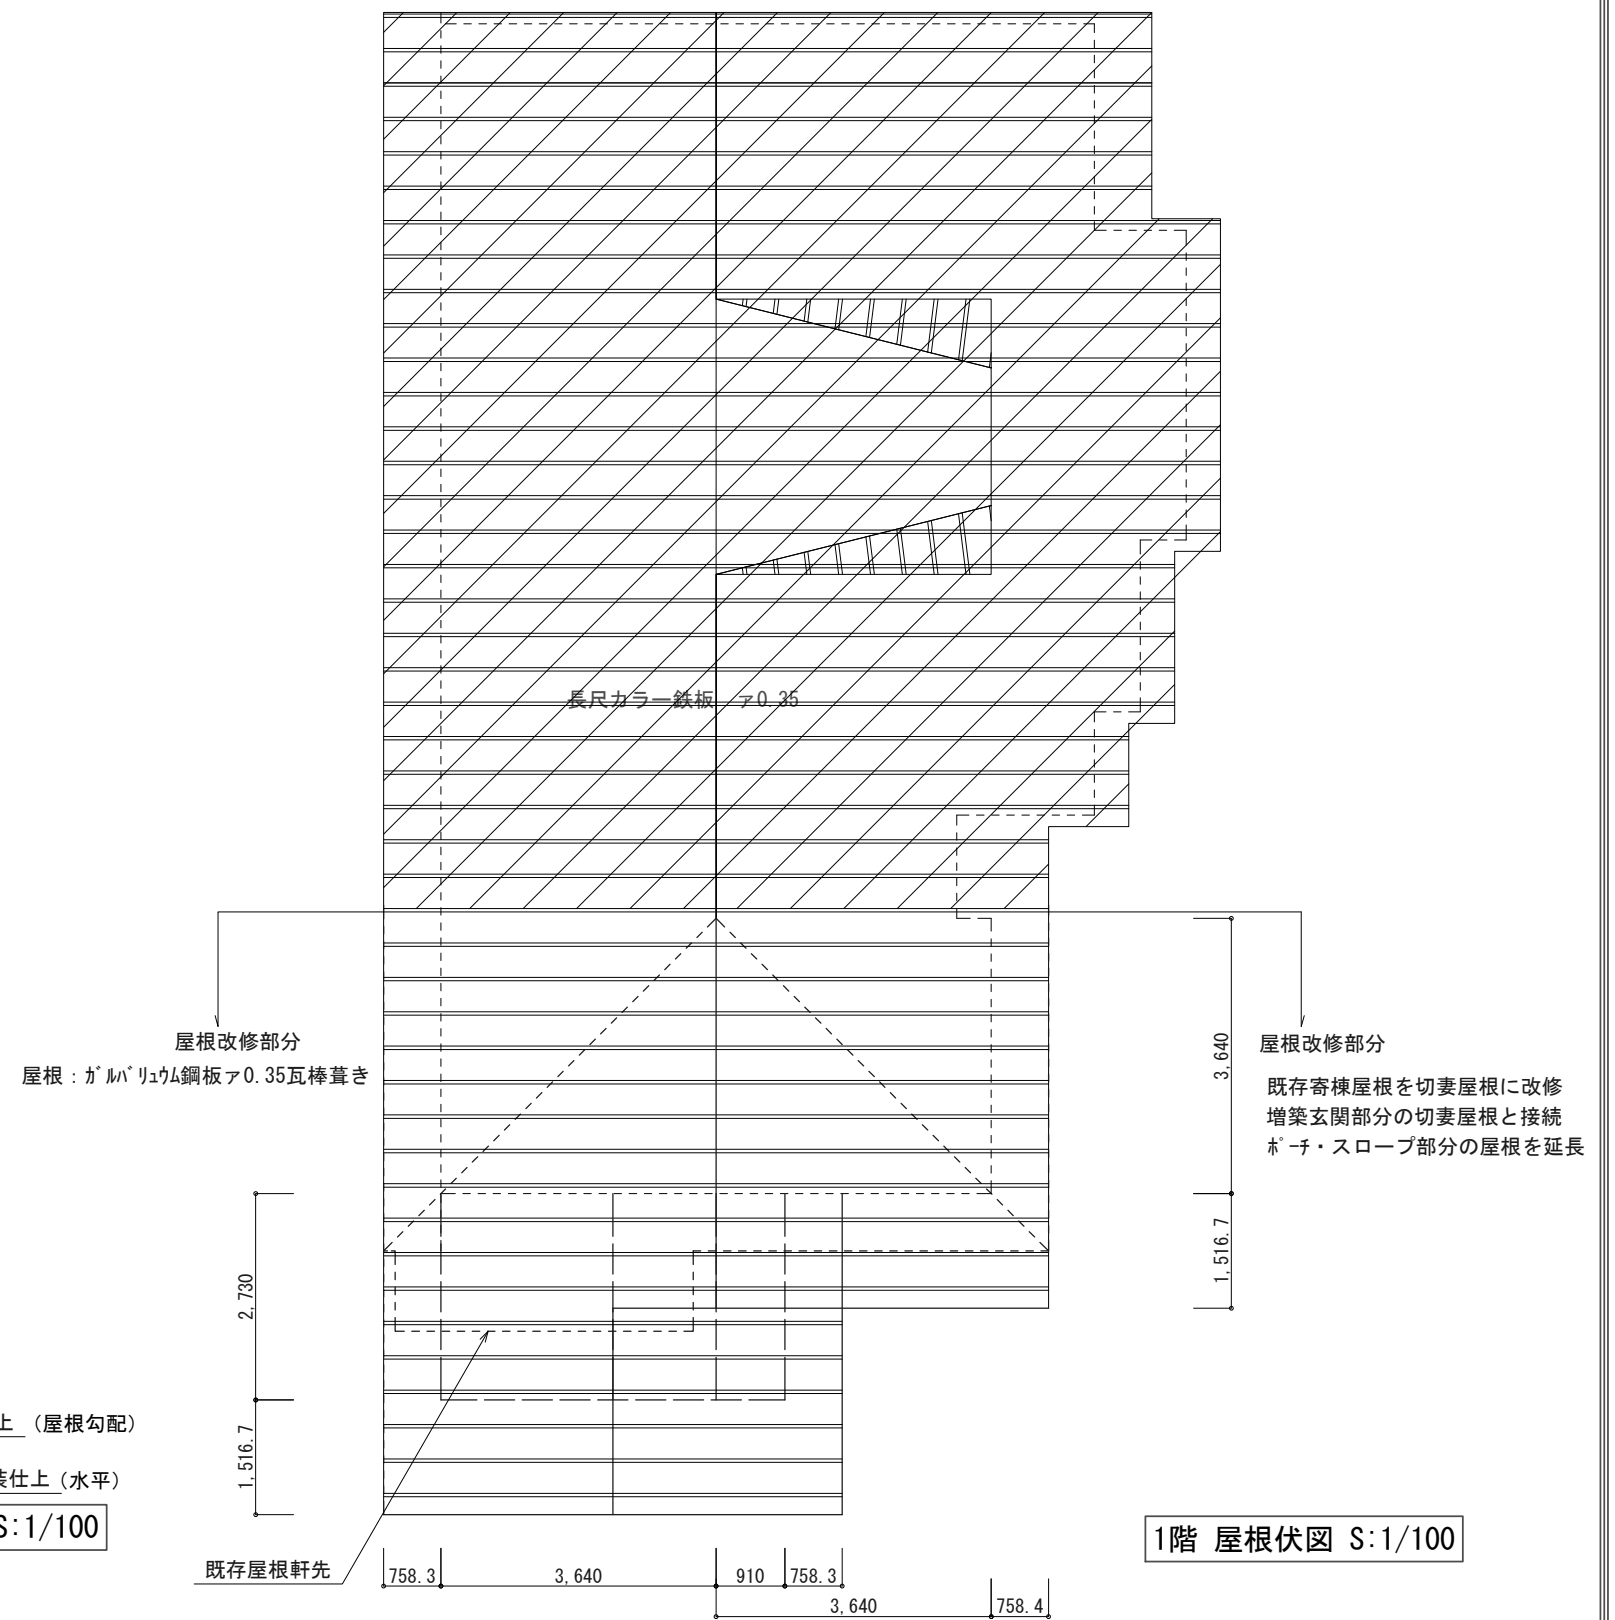 長尺カラー鉄板　ァ0.35
屋根改修部分
屋根：ｶﾞﾙﾊﾞﾘｭｳﾑ鋼板ァ0.35瓦棒葺き
屋根改修部分
既存寄棟屋根を切妻屋根に改修
増築玄関部分の切妻屋根と接続
ﾎﾟｰﾁ・スロープ部分の屋根を延長
3,640
1,516.7
2,730
1,516.7
上 （屋根勾配）
装仕上 (水平)
S:1/100
既存屋根軒先
758.3
3,640
910
758.3
3,640
758.4
1階 屋根伏図 S:1/100